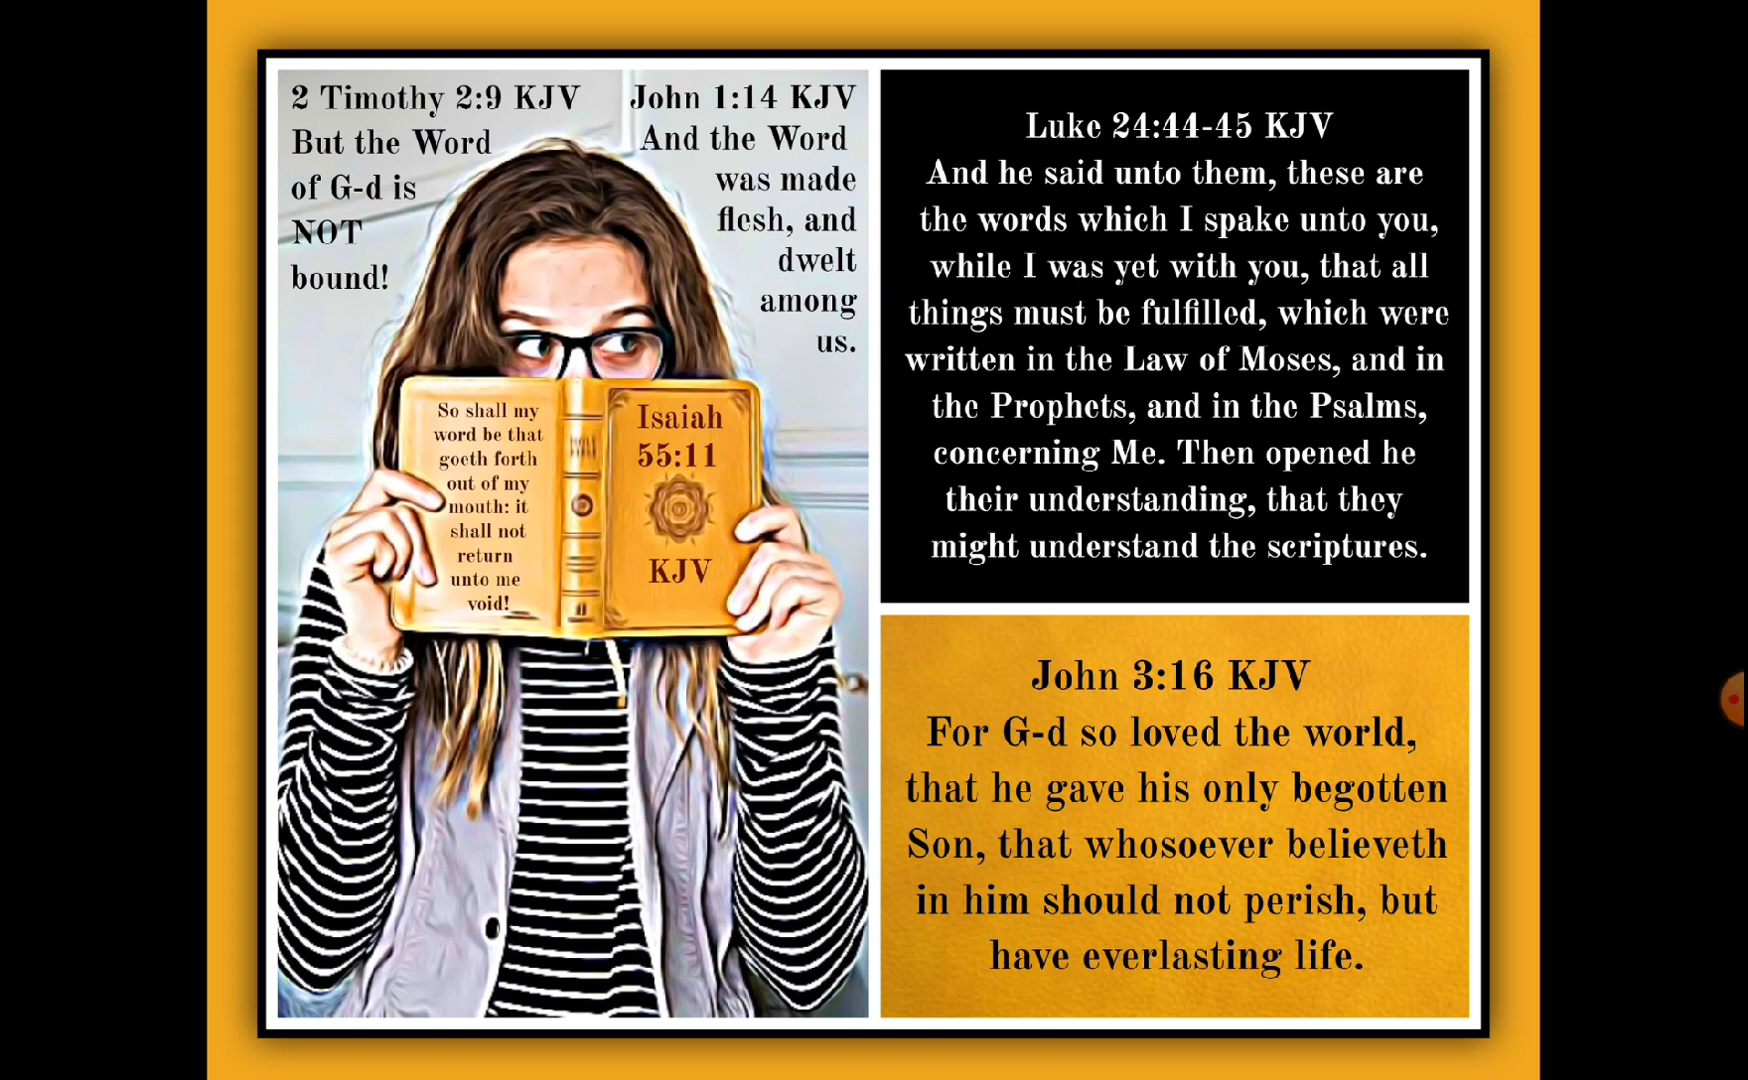 2 Timothy 2:9 KJV
But the Word
of G-d is
NOT
bound!
John 1:14 KJV
And the Word
was made
flesh, and
dwelt
among
us.
So shall my
word be that
goeth forth
out of my
mouth: it
shall not
return
unto me
void!
Isaiah
55:11
KJV
Luke 24:44-45 KJV
And he said unto them, these are
the words which I spake unto you,
while I was yet with you, that all
things must be fulfilled, which were
written in the Law of Moses, and in
the Prophets, and in the Psalms,
concerning Me. Then opened he
their understanding, that they
might understand the scriptures.
John 3:16 KJV
For G-d so loved the world,
that he gave his only begotten
Son, that whosoever believeth
in him should not perish, but
have everlasting life.